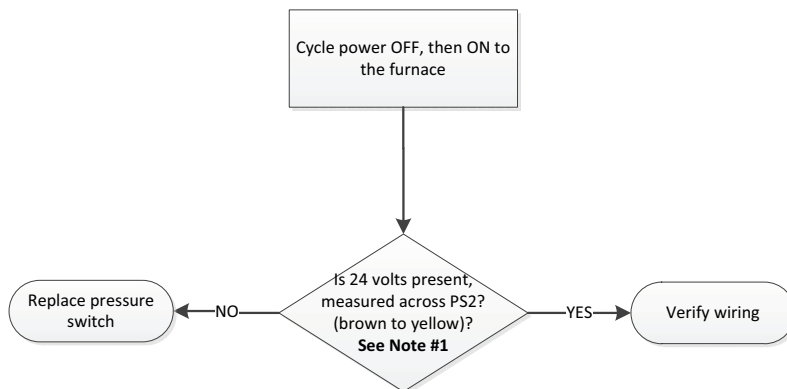 Cycle power OFF, then ON to
the furnace
Is 24 volts present,
measured across PS2?
(brown to yellow)?
See Note #1
NO
Replace pressure
switch
YES
Verify wiring